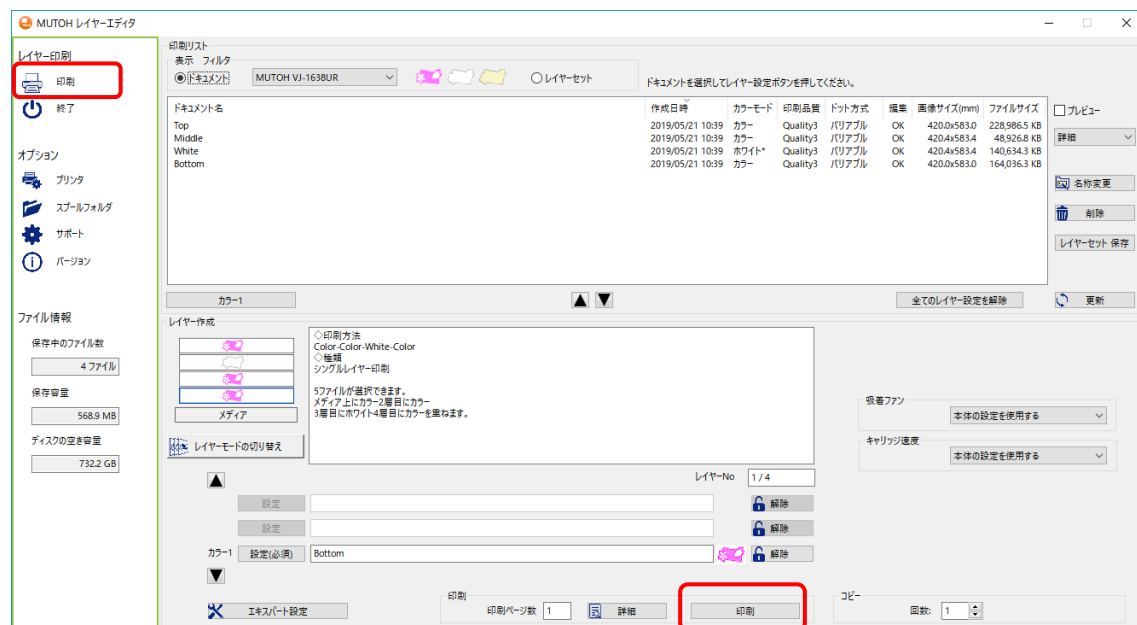 MUTOH レイヤーエディタ
レイヤー印刷
印刷
終了
オプション
プリンタ
スプールフォルダ
サポート
バージョン
ファイル情報
保存中のファイル数
4 ファイル
保存容量
568.9 MB
ディスクの空き容量
732.2 GB
印刷リスト
表示 フィルタ
ドキュメント MUTOH VJ-1638UR レイヤーセット ドキュメントを選択してレイヤー設定ボタンを押してください。
ドキュメント名 作成日時 カラーモード 印刷品質 ドット方式 編集 画像サイズ(mm) ファイルサイズ
Top 2019/05/21 10:39 カラー Quality3 バリアブル OK 420.0x583.0 228,986.5 KB
Middle 2019/05/21 10:39 カラー Quality3 バリアブル OK 420.4x583.4 48,926.8 KB
White 2019/05/21 10:39 ホワイト* Quality3 バリアブル OK 420.4x583.4 140,634.3 KB
Bottom 2019/05/21 10:39 カラー Quality3 バリアブル OK 420.0x583.0 164,036.3 KB
プレビュー
詳細
名称変更
削除
レイヤーセット 保存
カラー1 全てのレイヤー設定を解除 更新
レイヤー作成
メディア
レイヤーモードの切り替え
◇印刷方法
Color-Color-White-Color
◇種類
シングルレイヤー印刷
5ファイルが選択できます。
メディア上にカラー2層目にカラー
3層目にホワイト4層目にカラーを重ねます。
吸着ファン
本体の設定を使用する
キャリッジ速度
本体の設定を使用する
レイヤーNo 1 / 4
設定 解除
設定 解除
カラー1 設定(必須) Bottom 解除
エキスパート設定
印刷
印刷ページ数 1 詳細 印刷
コピー
回数: 1